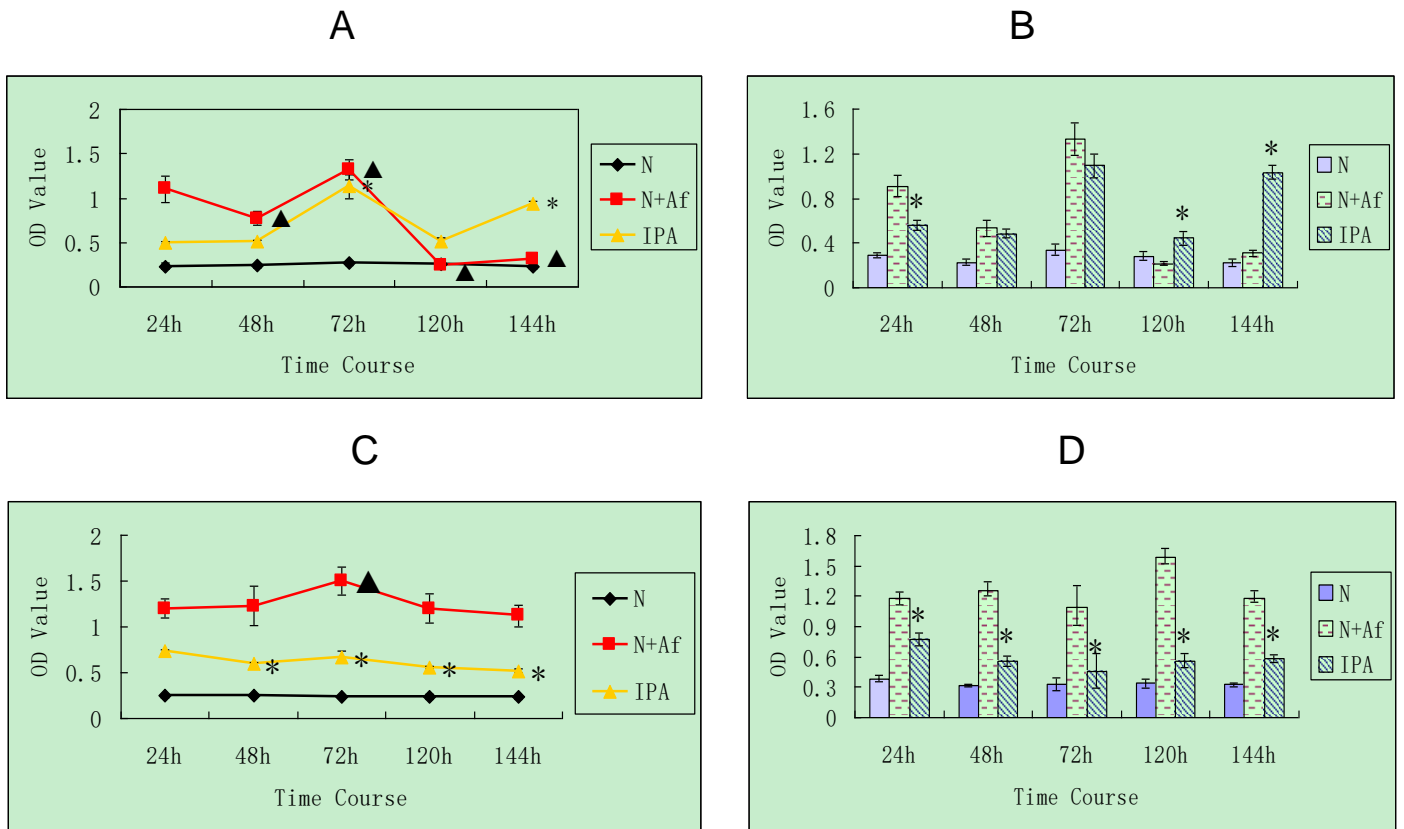 A
2
1.5
1
0.5
0
OD Value
24h 48h 72h 120h 144h
Time Course
* *
N
N+Af
IPA
B
1.6
1.2
0.8
0.4
0
OD Value
24h 48h 72h 120h 144h
Time Course
* * *
N
N+Af
IPA
C
2
1.5
1
0.5
0
OD Value
24h 48h 72h 120h 144h
Time Course
* * * *
N
N+Af
IPA
D
1.8
1.5
1.2
0.9
0.6
0.3
0
OD Value
24h 48h 72h 120h 144h
Time Course
* * * * *
N
N+Af
IPA